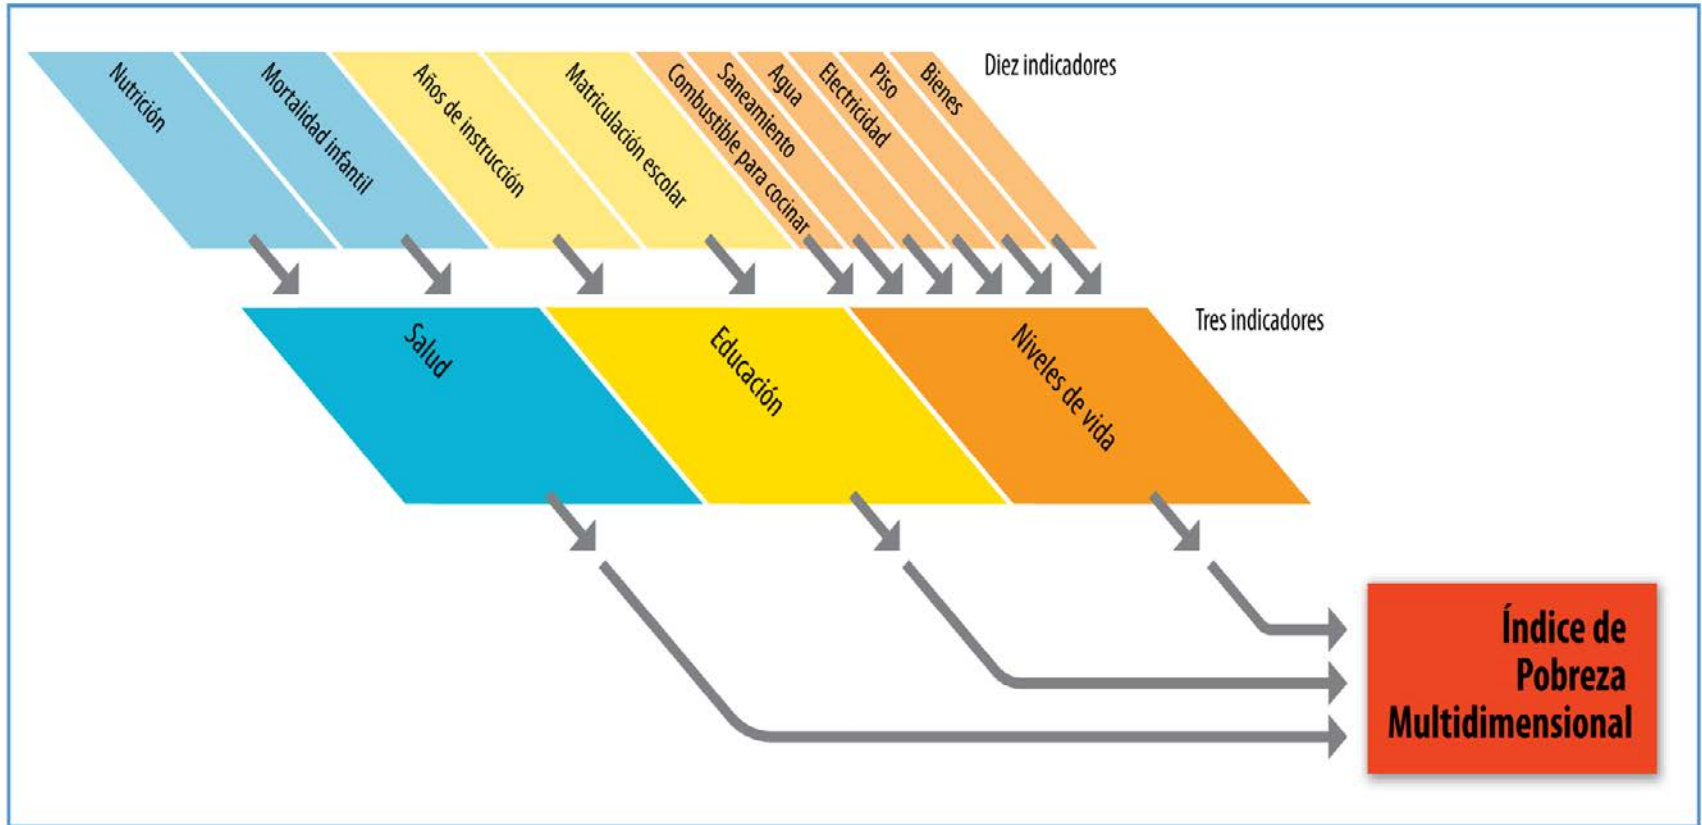 Nutrición
Mortalidad infantil
Años de instrucción
Matriculación escolar
Combustible para cocinar
Saneamiento
Agua
Electricidad
Piso
Bienes
Diez indicadores
Salud
Educación
Niveles de vida
Tres indicadores
Índice de
Pobreza
Multidimensional